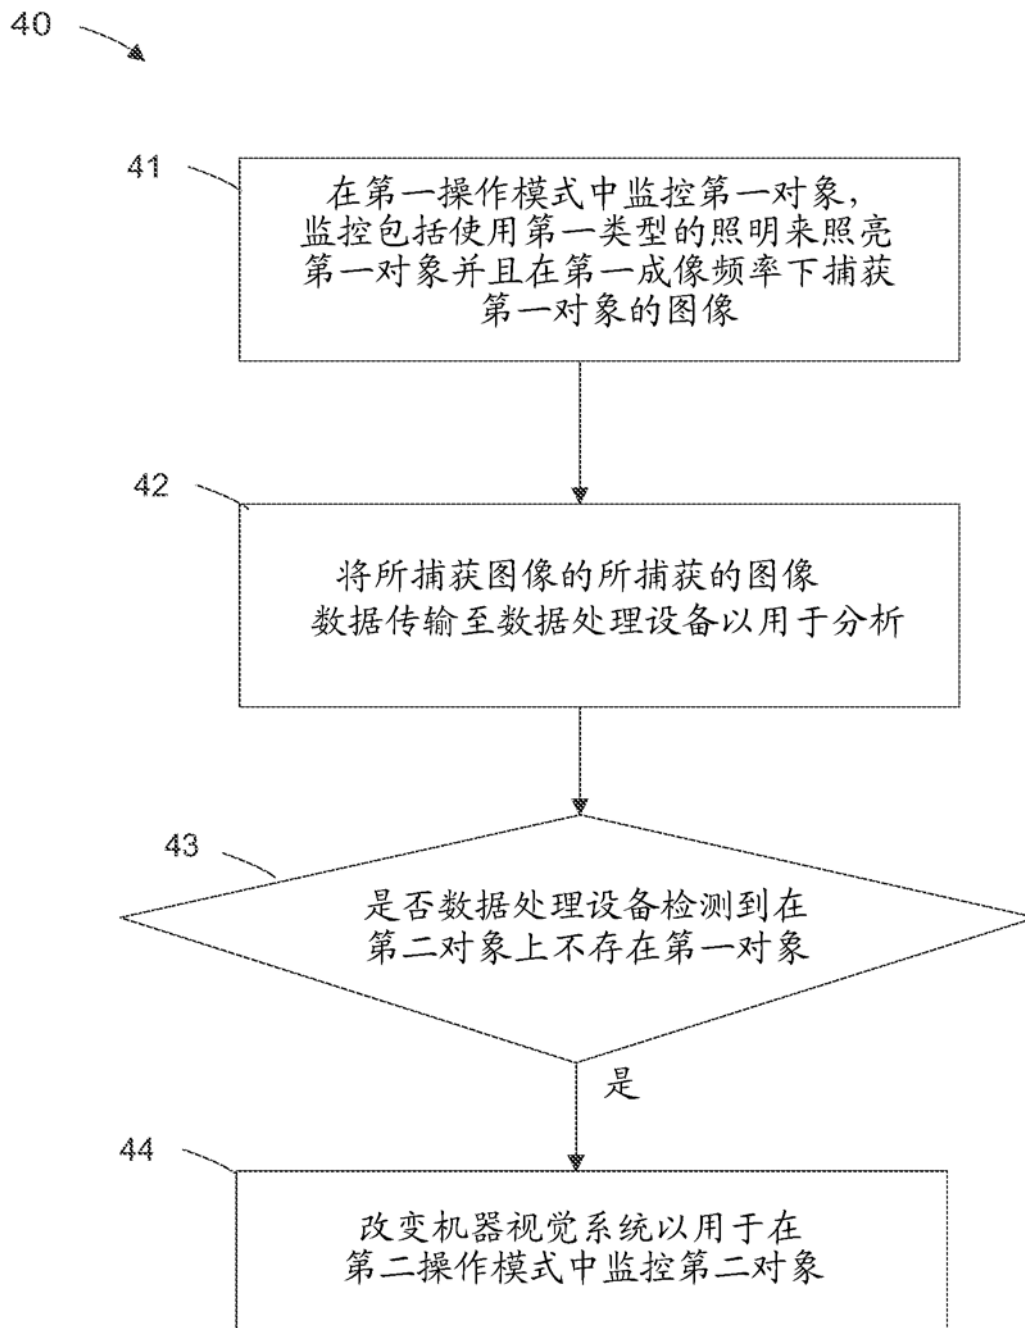 40
41
在第一操作模式中监控第一对象，
监控包括使用第一类型的照明来照亮
第一对象并且在第一成像频率下捕获
第一对象的图像
42
将所捕获图像的所捕获的图像
数据传输至数据处理设备以用于分析
43
是否数据处理设备检测到在
第二对象上不存在第一对象
是
44
改变机器视觉系统以用于在
第二操作模式中监控第二对象